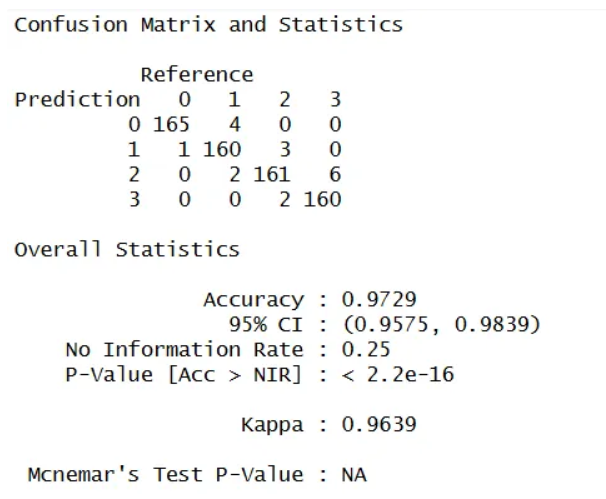 Confusion Matrix and Statistics
Reference
Prediction 0 1 2 3
0 165 4 0 0
1 1 160 3 0
2 0 2 161 6
3 0 0 2 160
Overall Statistics
Accuracy : 0.9729
95% CI : (0.9575, 0.9839)
No Information Rate : 0.25
P-Value [Acc > NIR] : < 2.2e-16
Kappa : 0.9639
Mcnemar's Test P-Value : NA